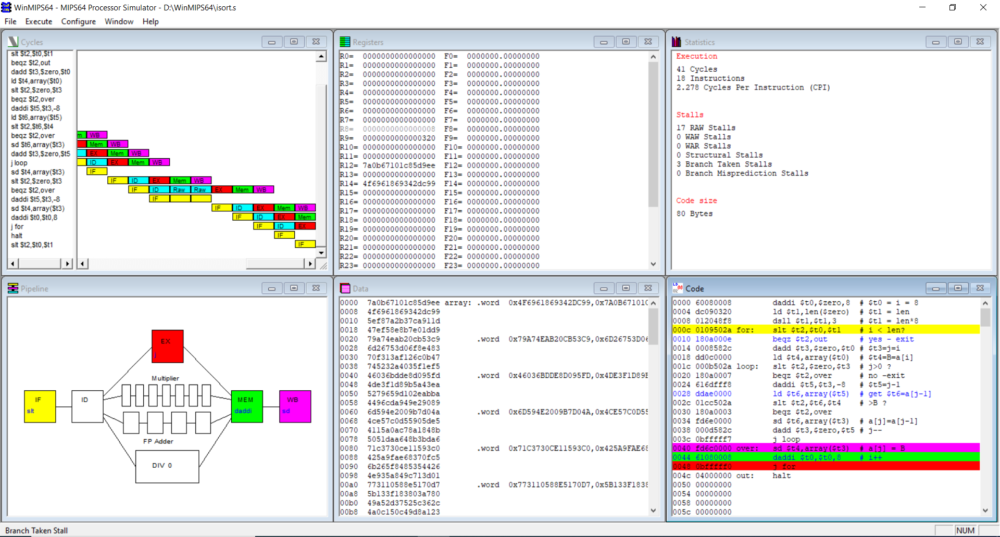 WinMIPS64 - MIPS64 Processor Simulator - D:\WinMIPS64\isort.s
File Execute Configure Window Help
Cycles
slt $t2,$t0,$t1
beqz $t2,out
dadd $t3,$zero,$t0
ld $t4,array($t0)
slt $t2,$zero,$t3
beqz $t2,over
daddi $t5,$t3,-8
ld $t6,array($t5)
slt $t2,$t6,$t4
beqz $t2,over
sd $t6,array($t3)
dadd $t3,$zero,$t5
j loop
sd $t4,array($t3)
slt $t2,$zero,$t3
beqz $t2,over
daddi $t5,$t3,-8
sd $t4,array($t3)
daddi $t0,$t0,8
j for
halt
slt $t2,$t0,$t1
m WB
Mem WB
EX Mem WB
ID EX Mem WB
IF
IF ID EX Mem WB
IF ID Raw Raw EX Mem WB
IF
IF ID EX Mem WB
IF ID EX Mem
IF ID EX
IF
IF
Registers
R0= 0000000000000000 F0= 0000000.00000000
R1= 0000000000000000 F1= 0000000.00000000
R2= 0000000000000000 F2= 0000000.00000000
R3= 0000000000000000 F3= 0000000.00000000
R4= 0000000000000000 F4= 0000000.00000000
R5= 0000000000000000 F5= 0000000.00000000
R6= 0000000000000000 F6= 0000000.00000000
R7= 0000000000000000 F7= 0000000.00000000
R8= 0000000000000008 F8= 0000000.00000000
R9= 0000000000000320 F9= 0000000.00000000
R10= 0000000000000000 F10= 0000000.00000000
R11= 0000000000000000 F11= 0000000.00000000
R12= 7a0b67101c85d9ee F12= 0000000.00000000
R13= 0000000000000000 F13= 0000000.00000000
R14= 4f6961869342dc99 F14= 0000000.00000000
R15= 0000000000000000 F15= 0000000.00000000
R16= 0000000000000000 F16= 0000000.00000000
R17= 0000000000000000 F17= 0000000.00000000
R18= 0000000000000000 F18= 0000000.00000000
R19= 0000000000000000 F19= 0000000.00000000
R20= 0000000000000000 F20= 0000000.00000000
R21= 0000000000000000 F21= 0000000.00000000
R22= 0000000000000000 F22= 0000000.00000000
R23= 0000000000000000 F23= 0000000.00000000
Statistics
Execution
41 Cycles
18 Instructions
2.278 Cycles Per Instruction (CPI)
Stalls
17 RAW Stalls
0 WAW Stalls
0 WAR Stalls
0 Structural Stalls
3 Branch Taken Stalls
0 Branch Misprediction Stalls
Code size
80 Bytes
Pipeline
EX
j
Multiplier
IF
slt
ID
MEM
daddi
WB
sd
FP Adder
DIV 0
Data
0000 7a0b67101c85d9ee array: .word 0x4F6961869342DC99,0x7A0B67101C
0008 4f6961869342dc99
0010 5ef87a2b37ca911d
0018 47ef58e8b7e01dd9
0020 79a74eab20cb53c9 .word 0x79A74EAB20CB53C9,0x6D26753D06
0028 6d26753d06f8e483
0030 70f313af126c0b47
0038 745232a4035f1ef5
0040 46036bdde8d095fd .word 0x46036BDDE8D095FD,0x4DE3F1D89B
0048 4de3f1d89b5a43ea
0050 5279659d102eabba
0058 4496cda949e29089
0060 6d594e2009b7d04a .word 0x6D594E2009B7D04A,0x4CE57C0D55
0068 4ce57c0d55905de5
0070 4115a0ac78a1848b
0078 5051daa648b3bda6
0080 71c3730ce11593c0 .word 0x71C3730CE11593C0,0x425A9FAE68
0088 425a9fae68370fc5
0090 6b265f8485354426
0098 4e935a849c713d01
00a0 773110588e5170d7 .word 0x773110588E5170D7,0x5B133F1838
00a8 5b133f183803a780
00b0 49a52d37525c362c
00b8 4a0c150c49d8a123
Code
0000 60080008 daddi $t0,$zero,8 # $t0 = i = 8
0004 dc090320 ld $t1,len($zero) # $t1 = len
0008 012048f8 dsll $t1,$t1,3 # $t1 = len*8
000c 0109502a for: slt $t2,$t0,$t1 # i < len?
0010 180a000e beqz $t2,out # yes - exit
0014 0008582c dadd $t3,$zero,$t0 # $t3=j=i
0018 dd0c0000 ld $t4,array($t0) # $t4=B=a[i]
001c 000b502a loop: slt $t2,$zero,$t3 # j>0 ?
0020 180a0007 beqz $t2,over # no -exit
0024 616dfff8 daddi $t5,$t3,-8 # $t5=j-1
0028 ddae0000 ld $t6,array($t5) # get $t6=a[j-1]
002c 01cc502a slt $t2,$t6,$t4 # >B ?
0030 180a0003 beqz $t2,over
0034 fd6e0000 sd $t6,array($t3) # a[j]=a[j-1]
0038 000d582c dadd $t3,$zero,$t5 # j--
003c 0bfffff7 j loop
0040 fd6c0000 over: sd $t4,array($t3) # a[j] = B
0044 61080008 daddi $t0,$t0,8 # i++
0048 0bfffff0 j for
004c 04000000 out: halt
0050 00000000
0054 00000000
0058 00000000
005c 00000000
Branch Taken Stall
NUM